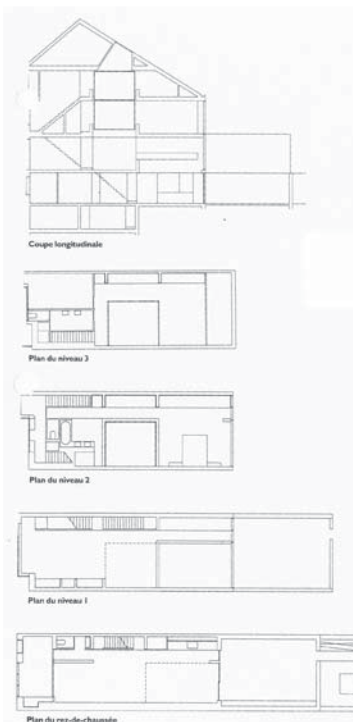 Coupe longitudinale
Plan du niveau 3
Plan du niveau 2
Plan du niveau 1
Plan du rez-de-chaussée